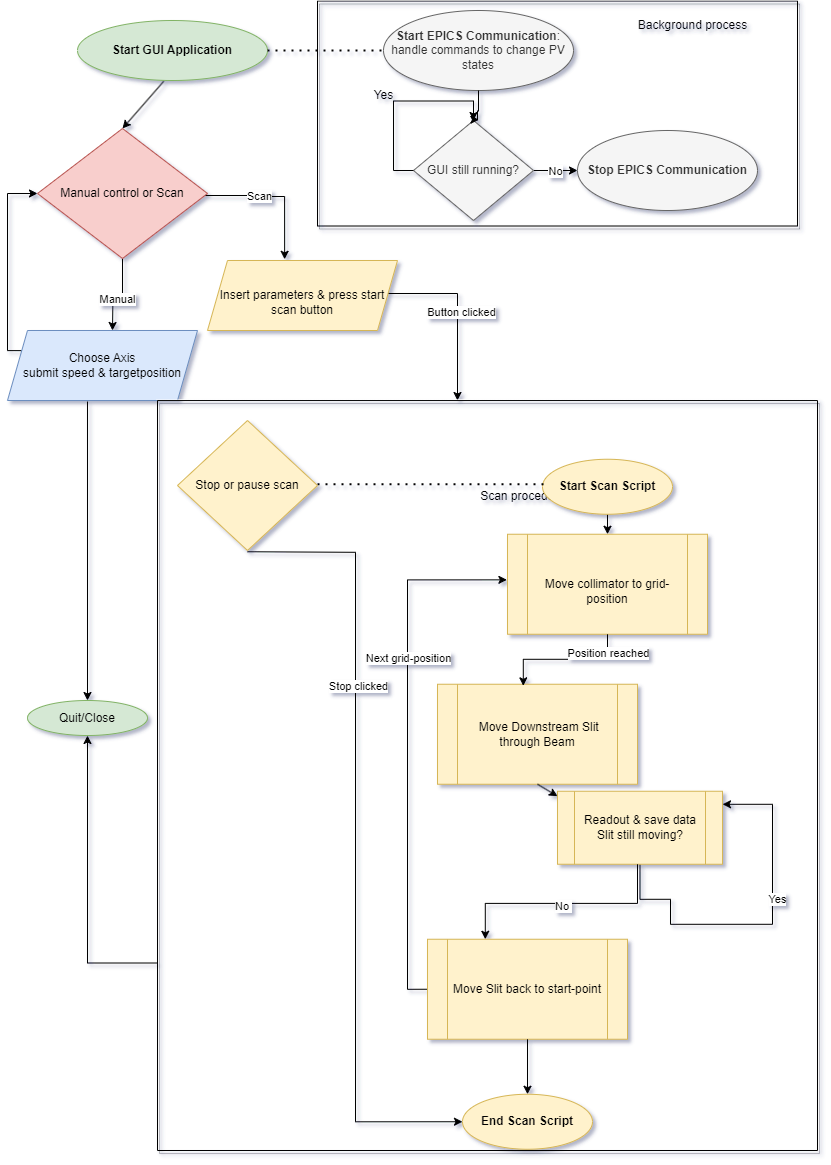 Background process
Start GUI Application
Start EPICS Communication:
handle commands to change PV
states
Yes
GUI still running?
No
Stop EPICS Communication
Manual control or Scan
Scan
Manual
Insert parameters & press start
scan button
Button clicked
Choose Axis
submit speed & targetposition
Stop or pause scan
Start Scan Script
Scan proced
Move collimator to grid-
position
Position reached
Next grid-position
Stop clicked
Quit/Close
Move Downstream Slit
through Beam
Readout & save data
Slit still moving?
Yes
No
Move Slit back to start-point
End Scan Script